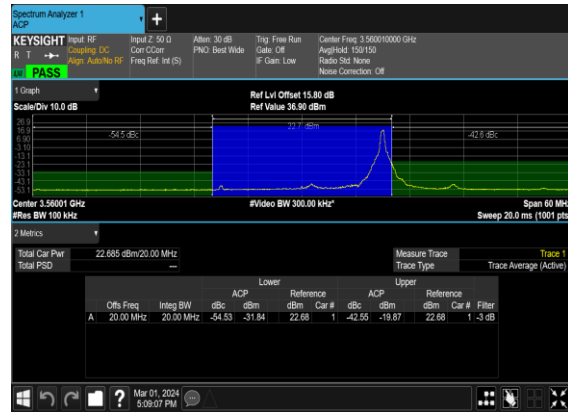 Spectrum Analyzer 1
ACP
+
KEYSIGHT Input: RF Input Z: 50 Ω Atten: 30 dB Trig: Free Run Center Freq: 3.560010000 GHz
R T Coupling: DC Corr CCorr PNO: Best Wide Gate: Off Avg|Hold: 150/150
Align: Auto/No RF Freq Ref: Int (S) IF Gain: Low Radio Std: None
LW PASS Noise Correction: Off
1 Graph Ref Lvl Offset 15.80 dB
Scale/Div 10.0 dB Ref Value 36.90 dBm
26.9
16.9
6.90
-3.10
-13.1
-23.1
-33.1
-43.1
-53.1
-54.5 dBc 22.7 dBm -42.6 dBc
Center 3.56001 GHz #Video BW 300.00 kHz* Span 60 MHz
#Res BW 100 kHz Sweep 20.0 ms (1001 pts
2 Metrics
Total Car Pwr 22.685 dBm/20.00 MHz Measure Trace Trace 1
Total PSD --- Trace Type Trace Average (Active)
Lower Upper
ACP Reference ACP Reference
Offs Freq Integ BW dBc dBm dBm Car # dBc dBm dBm Car # Filter
A 20.00 MHz 20.00 MHz -54.53 -31.84 22.68 1 -42.55 -19.87 22.68 1 -3 dB
? Mar 01, 2024
5:09:07 PM